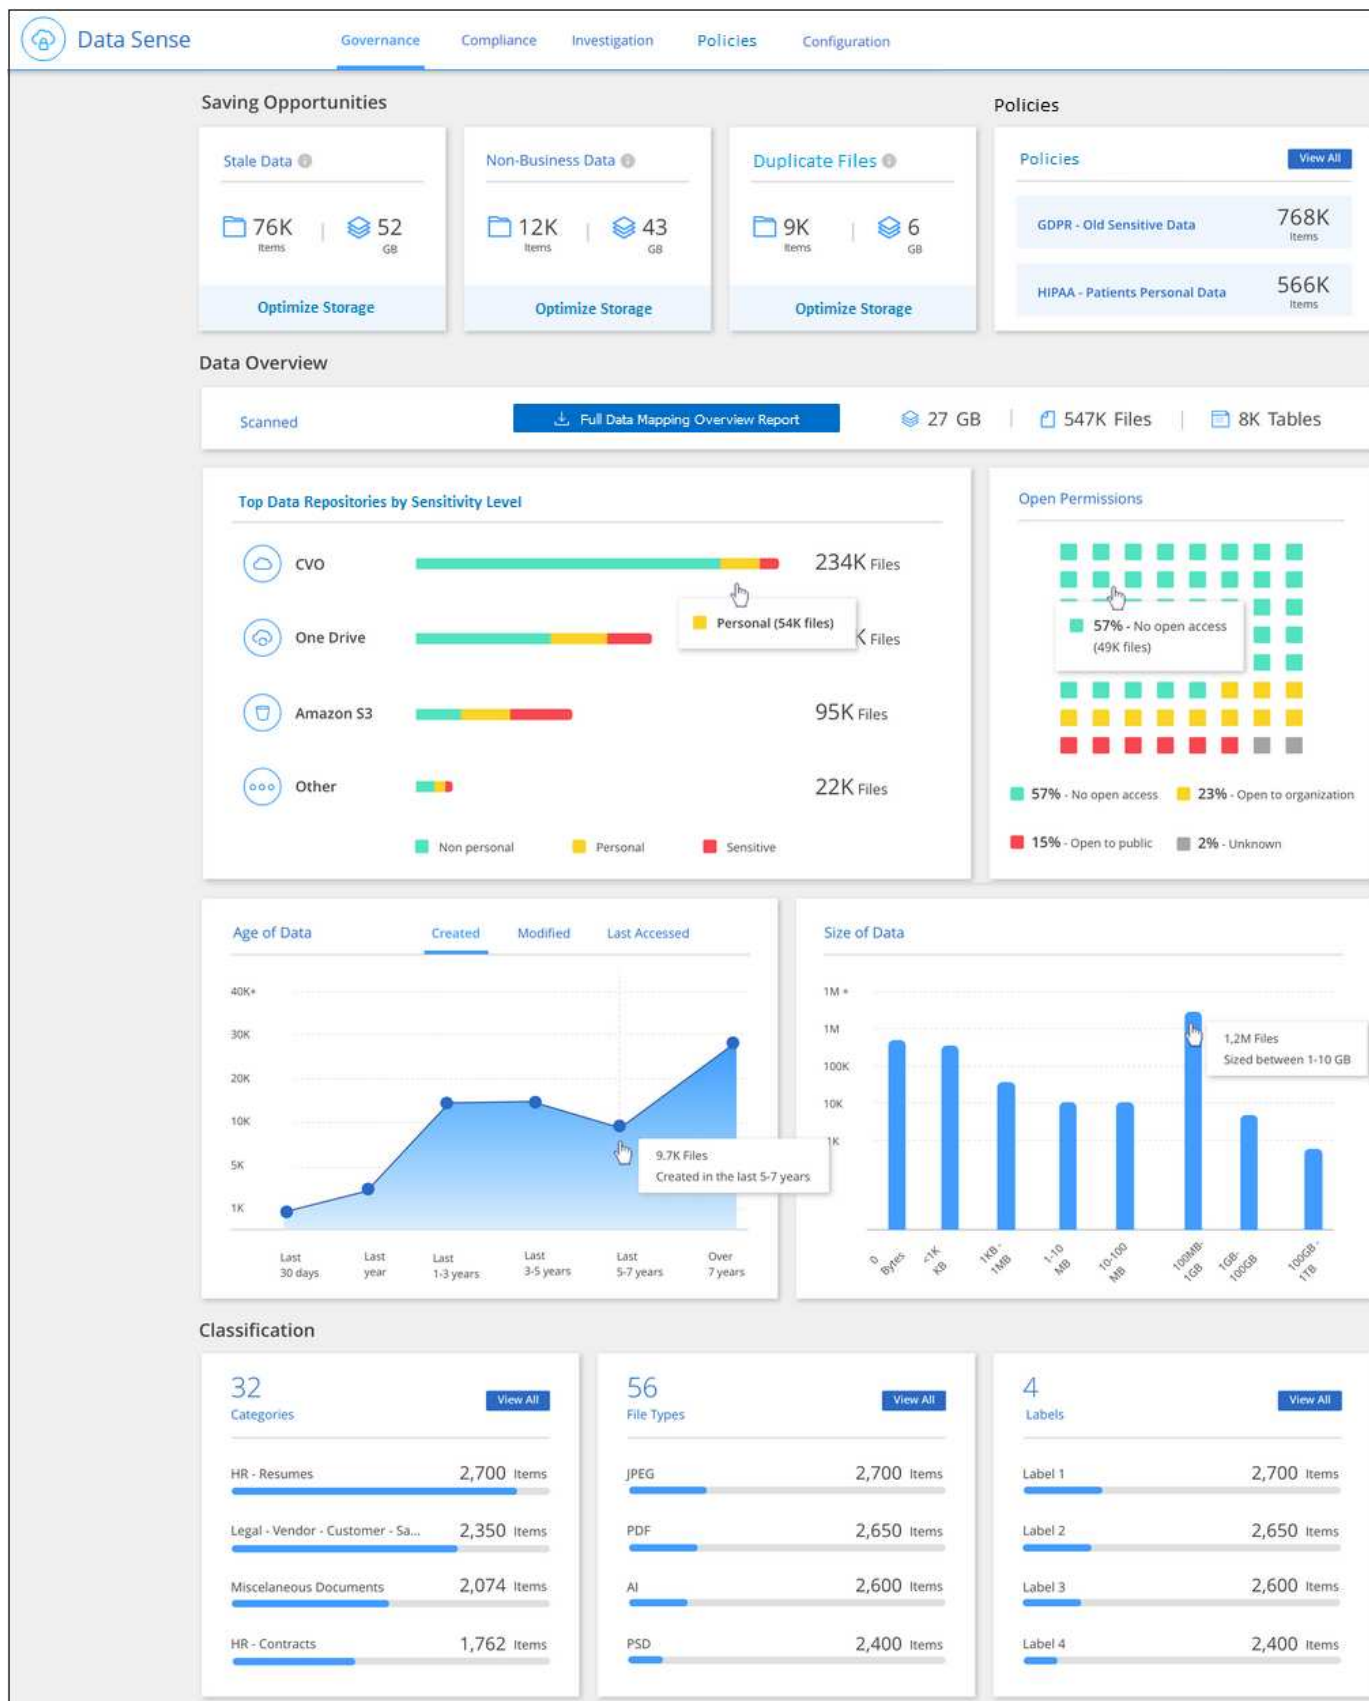 Data Sense
Governance
Compliance
Investigation
Policies
Configuration
Saving Opportunities
Policies
Stale Data
76K
Items
52
GB
Optimize Storage
Non-Business Data
12K
Items
43
GB
Optimize Storage
Duplicate Files
9K
Items
6
GB
Optimize Storage
Policies
View All
GDPR - Old Sensitive Data
768K
Items
HIPAA - Patients Personal Data
566K
Items
Data Overview
Scanned
Full Data Mapping Overview Report
27 GB
547K Files
8K Tables
Top Data Repositories by Sensitivity Level
CVO
234K Files
Personal (54K files)
One Drive
K Files
Amazon S3
95K Files
Other
22K Files
Non personal
Personal
Sensitive
Open Permissions
57% - No open access
(49K files)
57% - No open access
23% - Open to organization
15% - Open to public
2% - Unknown
Age of Data
Created
Modified
Last Accessed
40K+
30K
20K
10K
5K
1K
9.7K Files
Created in the last 5-7 years
Last
30 days
Last
year
Last
1-3 years
Last
3-5 years
Last
5-7 years
Over
7 years
Size of Data
1M +
1M
100K
10K
1K
1,2M Files
Sized between 1-10 GB
0
Bytes
<1K
KB
1KB -
1MB
1-10
MB
10-100
MB
100MB-
1GB
1GB-
100GB
100GB -
1TB
Classification
32
Categories
View All
HR - Resumes
2,700 Items
Legal - Vendor - Customer - Sa...
2,350 Items
Miscelaneous Documents
2,074 Items
HR - Contracts
1,762 Items
56
File Types
View All
JPEG
2,700 Items
PDF
2,650 Items
AI
2,600 Items
PSD
2,400 Items
4
Labels
View All
Label 1
2,700 Items
Label 2
2,650 Items
Label 3
2,600 Items
Label 4
2,400 Items